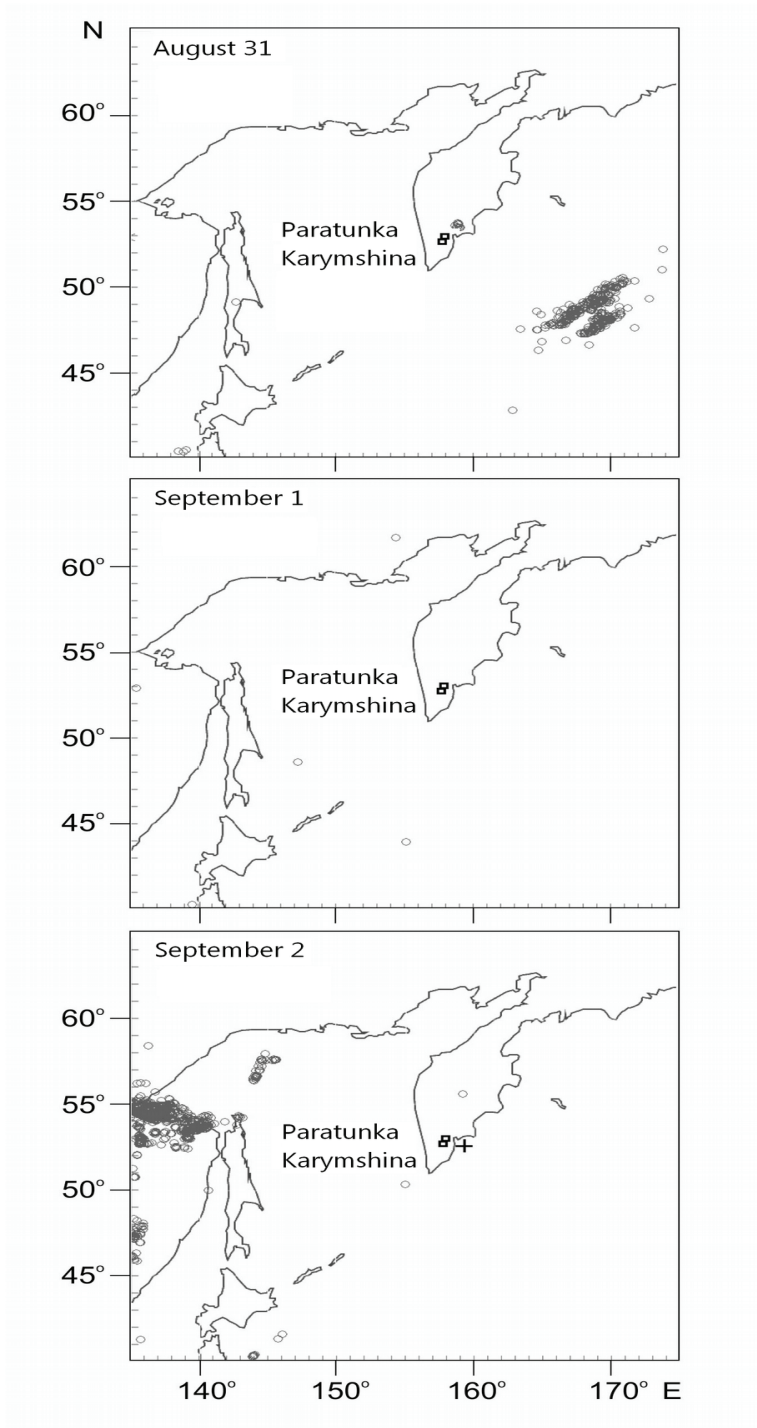 N
August 31
60°
55°
Paratunka
Karymshina
50°
45°
September 1
60°
55°
Paratunka
Karymshina
50°
45°
September 2
60°
55°
Paratunka
Karymshina
50°
45°
140° 150° 160° 170° E